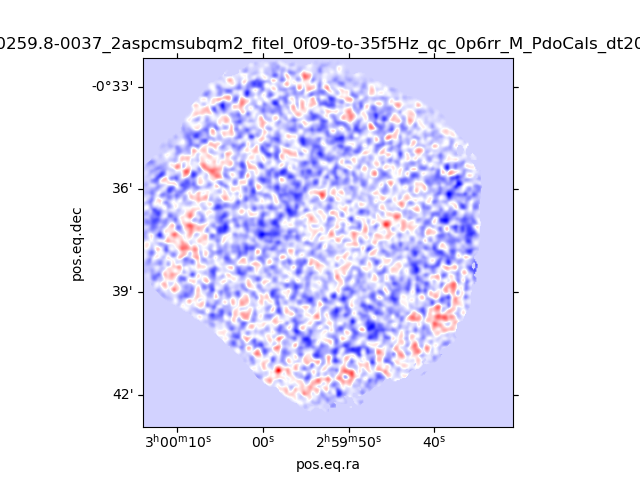 0259.8-0037_2aspcmsubqm2_fitel_0f09-to-35f5Hz_qc_0p6rr_M_PdoCals_dt20
-0°33'
36'
39'
42'
pos.eq.dec
3ʰ00ᵐ10ˢ 00ˢ 2ʰ59ᵐ50ˢ 40ˢ
pos.eq.ra